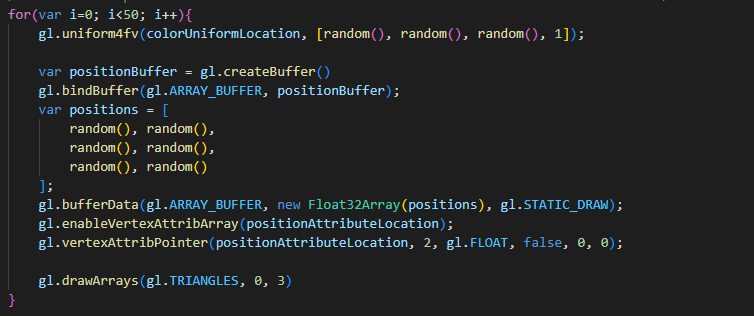 for(var i=0; i<50; i++){
    gl.uniform4fv(colorUniformLocation, [random(), random(), random(), 1]);
    var positionBuffer = gl.createBuffer()
    gl.bindBuffer(gl.ARRAY_BUFFER, positionBuffer);
    var positions = [
        random(), random(),
        random(), random(),
        random(), random()
    ];
    gl.bufferData(gl.ARRAY_BUFFER, new Float32Array(positions), gl.STATIC_DRAW);
    gl.enableVertexAttribArray(positionAttributeLocation);
    gl.vertexAttribPointer(positionAttributeLocation, 2, gl.FLOAT, false, 0, 0);
    gl.drawArrays(gl.TRIANGLES, 0, 3)
}